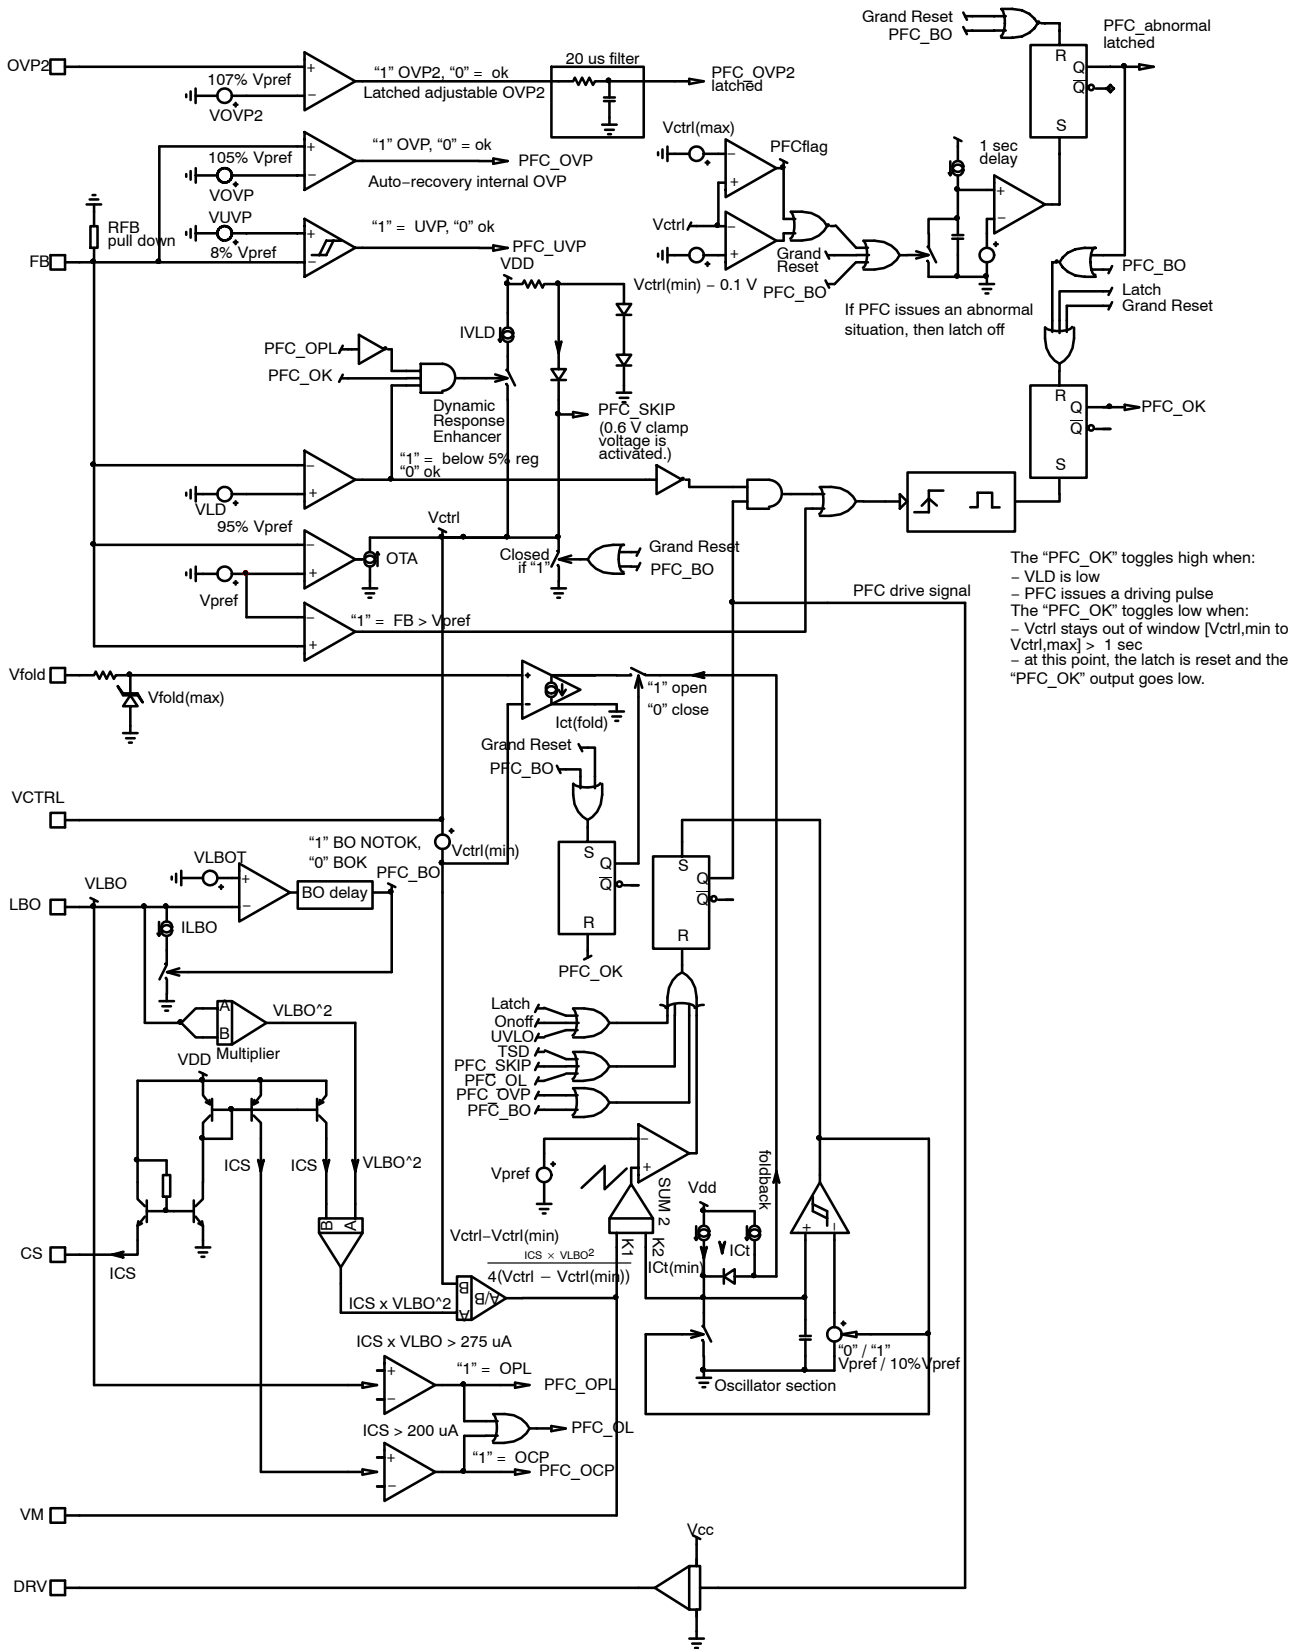 Grand Reset
PFC_BO
PFC_abnormal
latched
R
Q
Q
S
OVP2
107% Vpref
VOVP2
+
−
“1” OVP2, “0” = ok
Latched adjustable OVP2
20 us filter
PFC_OVP2
latched
105% Vpref
VOVP
+
−
“1” OVP, “0” = ok
PFC_OVP
Auto−recovery internal OVP
VUVP
8% Vpref
+
−
“1” = UVP, “0” ok
PFC_UVP
RFB
pull down
FB
Vctrl(max)
−
+
PFCflag
Vctrl
−
+
Vctrl(min) − 0.1 V
Grand
Reset
PFC_BO
1 sec
delay
+
−
If PFC issues an abnormal
situation, then latch off
PFC_BO
Latch
Grand Reset
R
Q
Q
S
PFC_OK
VDD
IVLD
PFC_OPL
PFC_OK
Dynamic
Response
Enhancer
PFC_SKIP
(0.6 V clamp
voltage is
activated.)
“1” = below 5% reg
“0” ok
−
+
VLD
95% Vpref
−
+
Vpref
OTA
Vctrl
Closed
if “1”
Grand Reset
PFC_BO
−
+
“1” = FB > Vpref
PFC drive signal
The “PFC_OK” toggles high when:
− VLD is low
− PFC issues a driving pulse
The “PFC_OK” toggles low when:
− Vctrl stays out of window [Vctrl,min to
Vctrl,max] > 1 sec
− at this point, the latch is reset and the
“PFC_OK” output goes low.
Vfold
Vfold(max)
+
−
Ict(fold)
“1” open
“0” close
Grand Reset
PFC_BO
S
Q
Q
R
PFC_OK
VCTRL
Vctrl(min)
S
Q
Q
R
“1” BO NOTOK,
“0” BOK
VLBOT
+
−
BO delay
PFC_BO
VLBO
LBO
ILBO
A
B
Multiplier
VLBO^2
Latch
Onoff
UVLO
TSD
PFC_SKIP
PFC_OL
PFC_OVP
PFC_BO
VDD
ICS
ICS
VLBO^2
B
A
CS
ICS
ICS x VLBO^2
Vpref
−
+
SUM 2
K1
K2
Vctrl−Vctrl(min)
ICS × VLBO2
4(Vctrl − Vctrl(min))
B
A
A/B
Vdd
ICt
ICt(min)
foldback
+
−
“0” / “1”
Vpref / 10%Vpref
Oscillator section
ICS x VLBO > 275 uA
+
−
“1” = OPL
PFC_OPL
ICS > 200 uA
PFC_OL
+
−
“1” = OCP
PFC_OCP
VM
Vcc
DRV